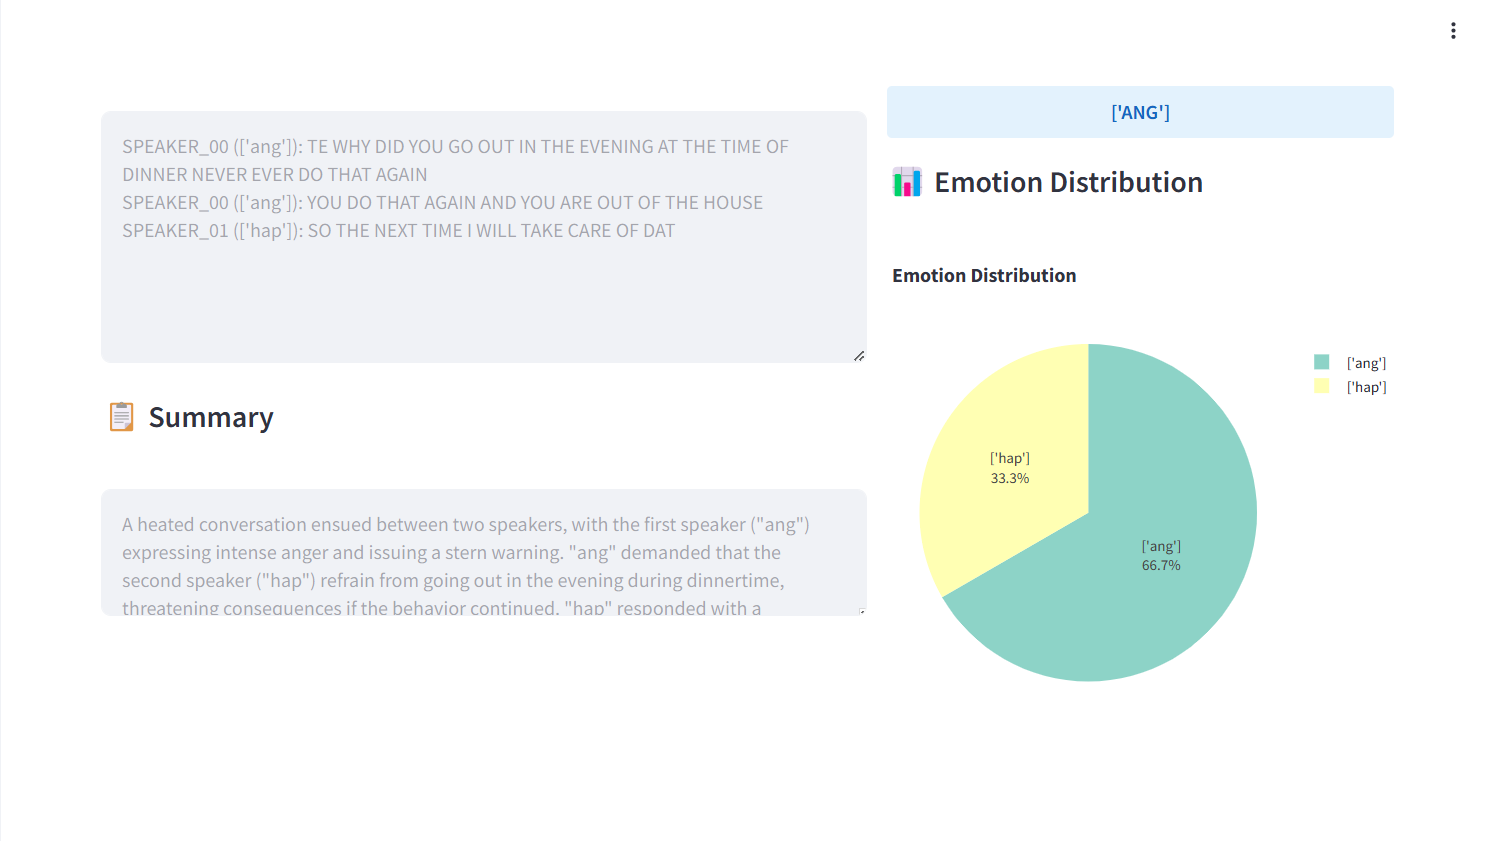 SPEAKER_00 (['ang']): TE WHY DID YOU GO OUT IN THE EVENING AT THE TIME OF
DINNER NEVER EVER DO THAT AGAIN
SPEAKER_00 (['ang']): YOU DO THAT AGAIN AND YOU ARE OUT OF THE HOUSE
SPEAKER_01 (['hap']): SO THE NEXT TIME I WILL TAKE CARE OF DAT
Summary
A heated conversation ensued between two speakers, with the first speaker ("ang")
expressing intense anger and issuing a stern warning. "ang" demanded that the
second speaker ("hap") refrain from going out in the evening during dinnertime,
threatening consequences if the behavior continued. "hap" responded with a
['ANG']
Emotion Distribution
Emotion Distribution
['ang']
['hap']
['hap']
33.3%
['ang']
66.7%